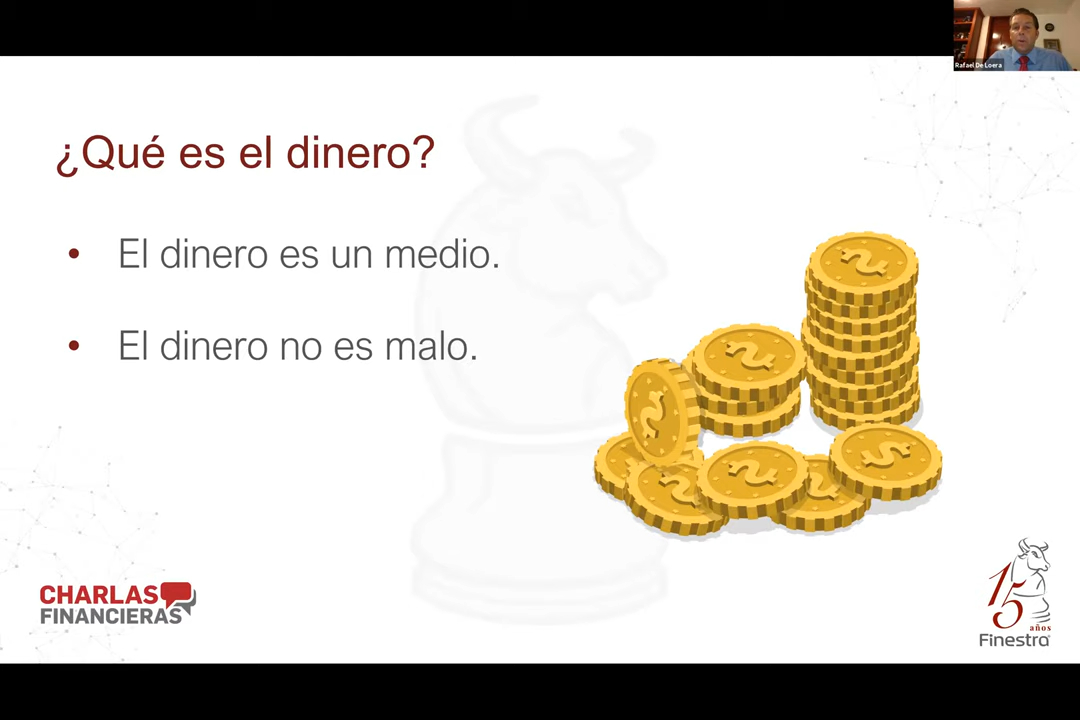 Rafael De Loera
¿Qué es el dinero?
• El dinero es un medio.
• El dinero no es malo.
CHARLAS
FINANCIERAS
15
años
Finestra